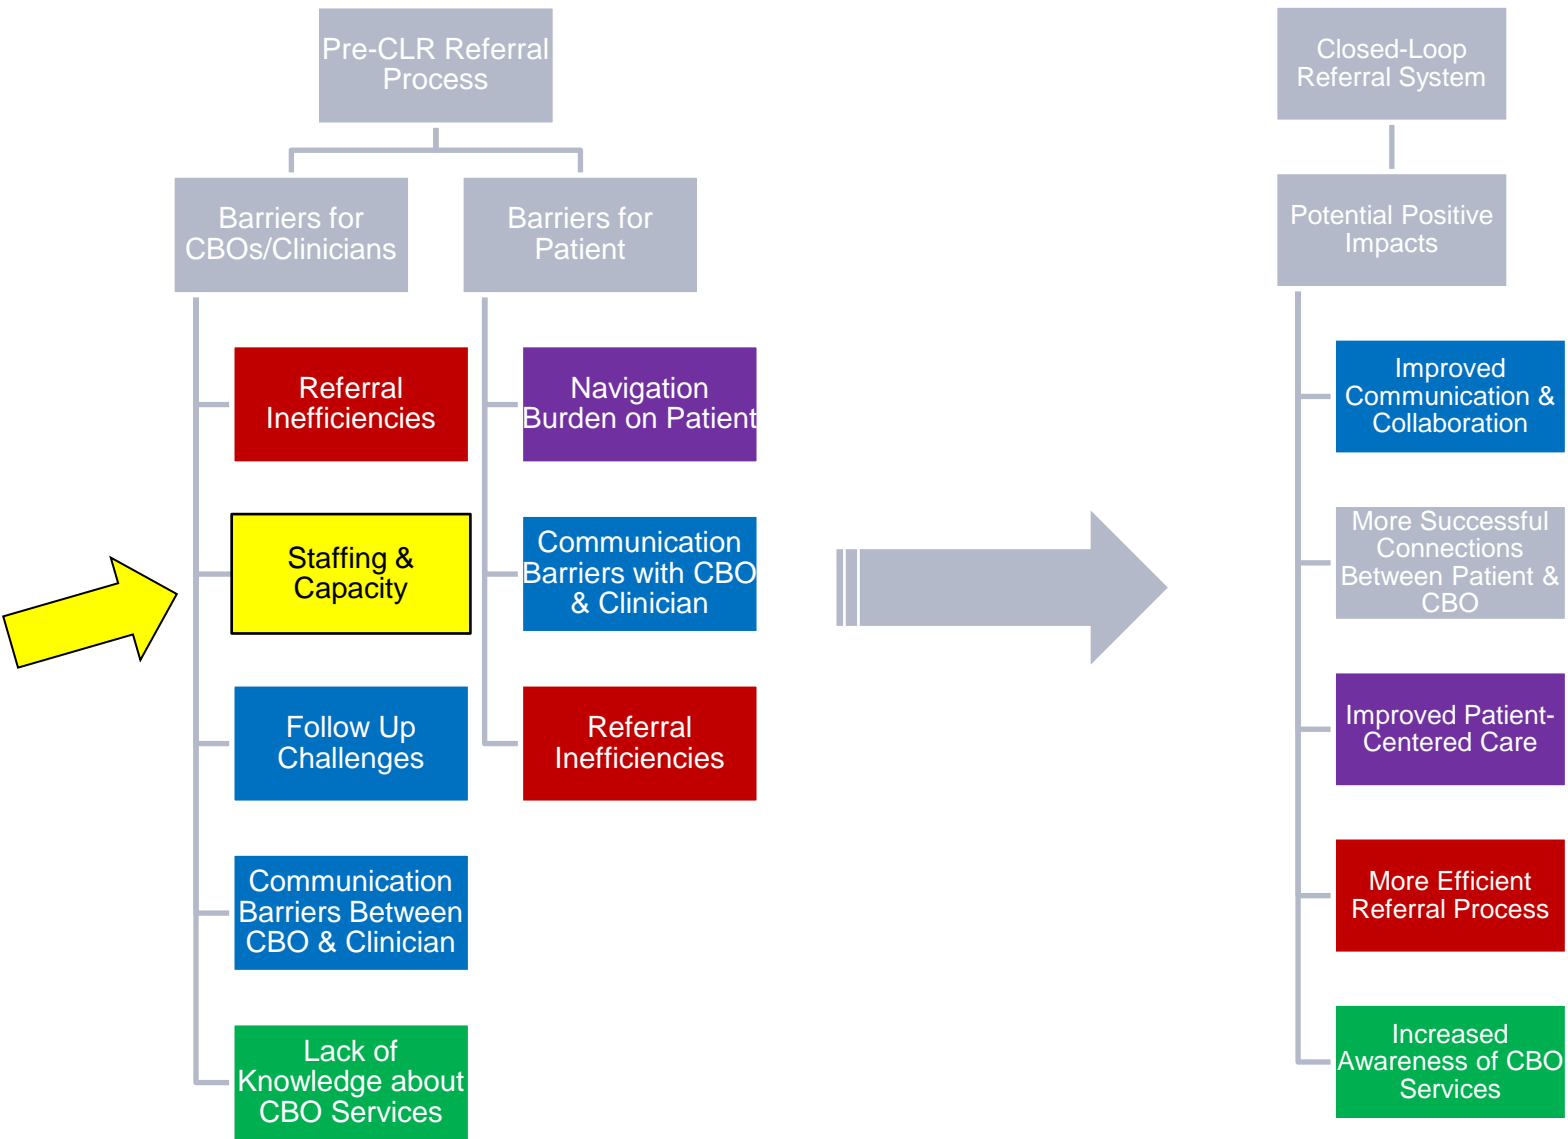 Pre-CLR Referral
Process
Barriers for
CBOs/Clinicians
Referral
Inefficiencies
Staffing &
Capacity
Follow Up
Challenges
Communication
Barriers Between
CBO & Clinician
Lack of
Knowledge about
CBO Services
Barriers for
Patient
Navigation
Burden on Patient
Communication
Barriers with CBO
& Clinician
Referral
Inefficiencies
Closed-Loop
Referral System
Potential Positive
Impacts
Improved
Communication &
Collaboration
More Successful
Connections
Between Patient &
CBO
Improved Patient-
Centered Care
More Efficient
Referral Process
Increased
Awareness of CBO
Services